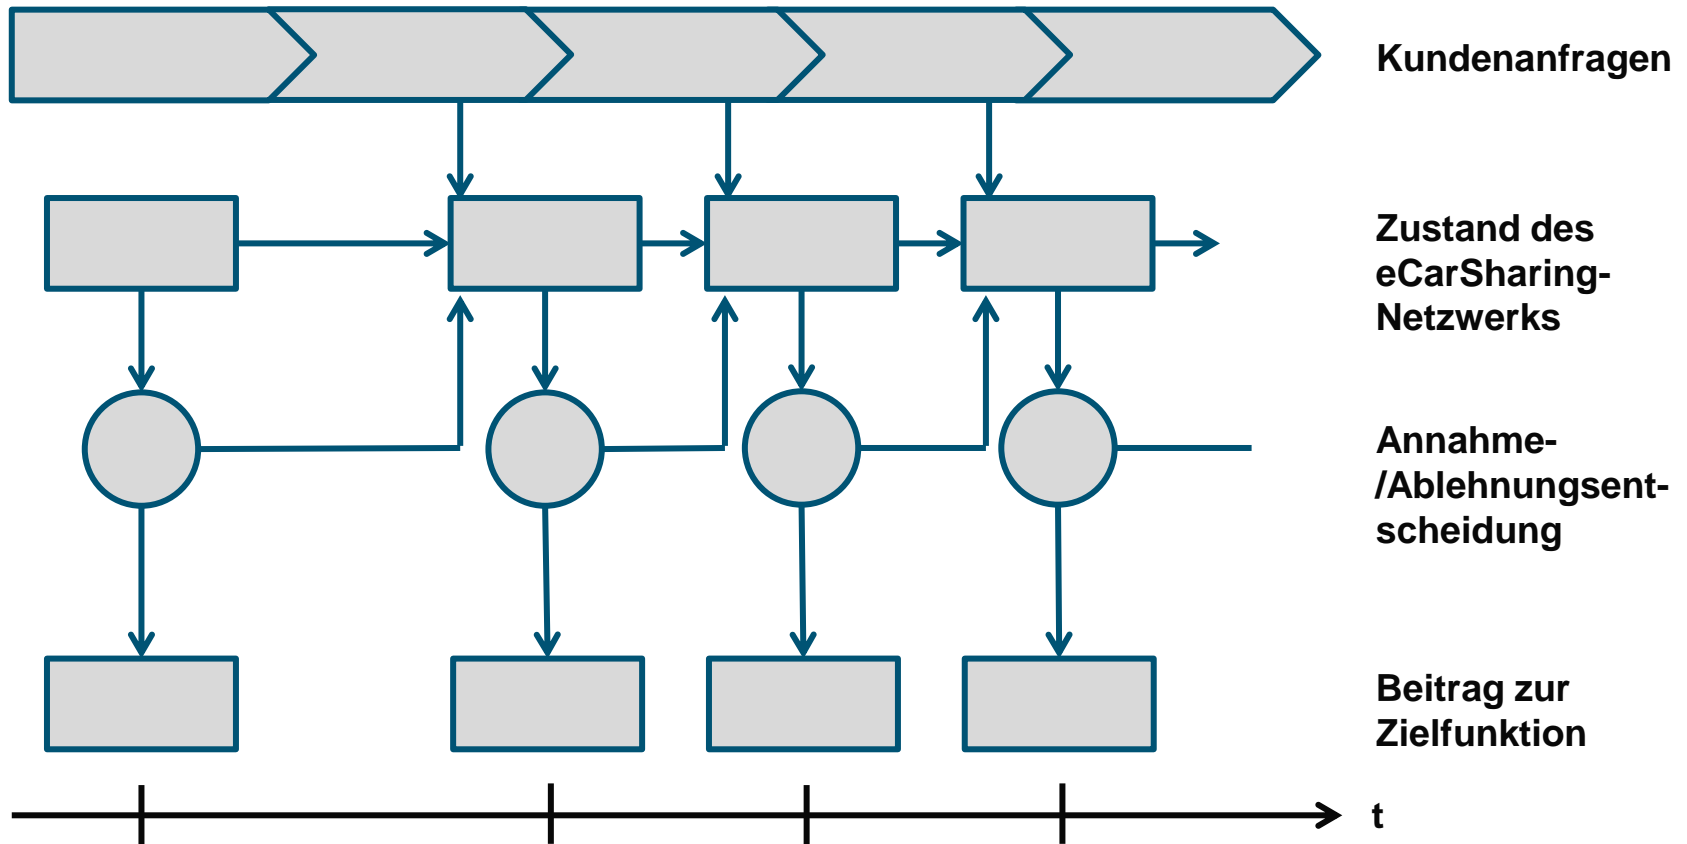 Kundenanfragen
Zustand des
eCarSharing-
Netzwerks
Annahme-
/Ablehnungsent-
scheidung
Beitrag zur
Zielfunktion
t